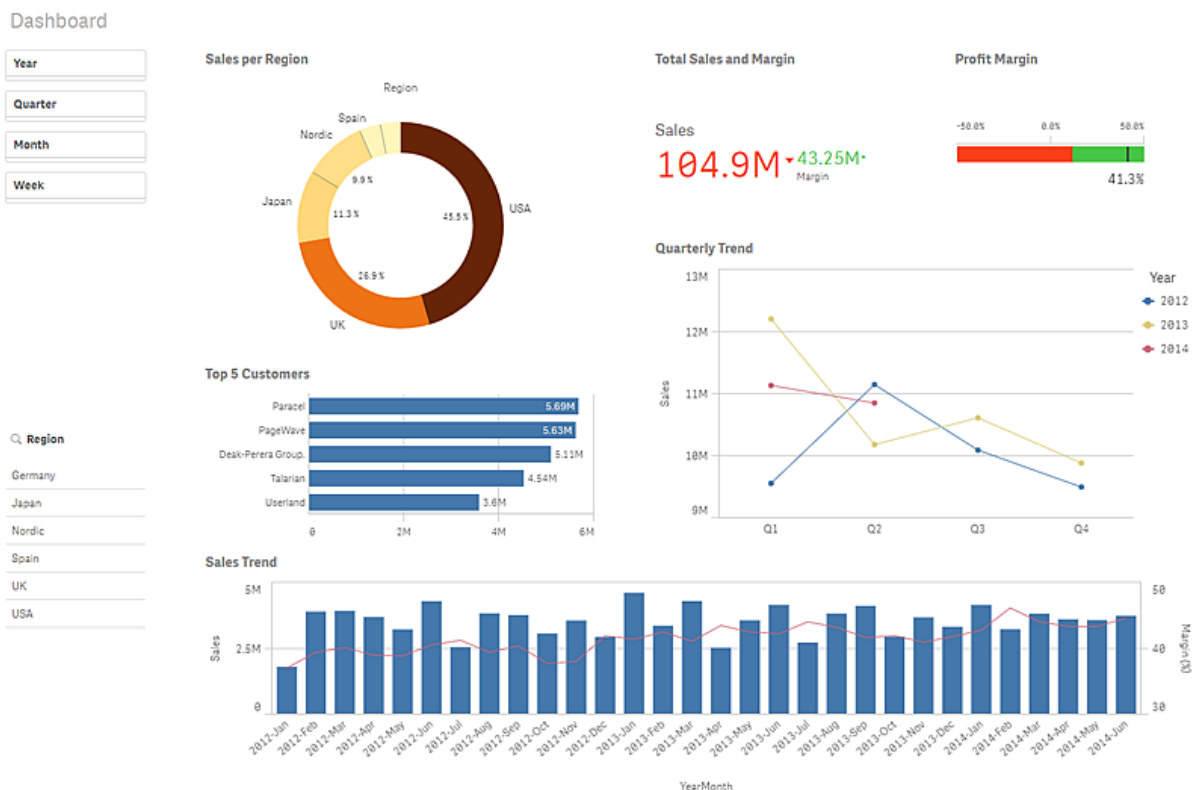 Dashboard
Year
Quarter
Month
Week
Region
Germany
Japan
Nordic
Spain
UK
USA
Sales per Region
Region
Spain
Nordic
Japan
UK
USA
9.9%
11.3%
26.9%
45.5%
Total Sales and Margin
Sales
104.9M
43.25M
Margin
Profit Margin
-50.0% 0.0% 50.0%
41.3%
Top 5 Customers
Paracel 5.69M
PageWave 5.63M
Deak-Perera Group. 5.11M
Talarian 4.54M
Userland 3.6M
0 2M 4M 6M
Quarterly Trend
Sales
13M
12M
11M
10M
9M
Q1 Q2 Q3 Q4
Year
2012
2013
2014
Sales Trend
Sales
5M
2.5M
0
50
40
30
Margin (%)
2012-Jan 2012-Feb 2012-Mar 2012-Apr 2012-May 2012-Jun 2012-Jul 2012-Aug 2012-Sep 2012-Oct 2012-Nov 2012-Dec 2013-Jan 2013-Feb 2013-Mar 2013-Apr 2013-May 2013-Jun 2013-Jul 2013-Aug 2013-Sep 2013-Oct 2013-Nov 2013-Dec 2014-Jan 2014-Feb 2014-Mar 2014-Apr 2014-May 2014-Jun
YearMonth